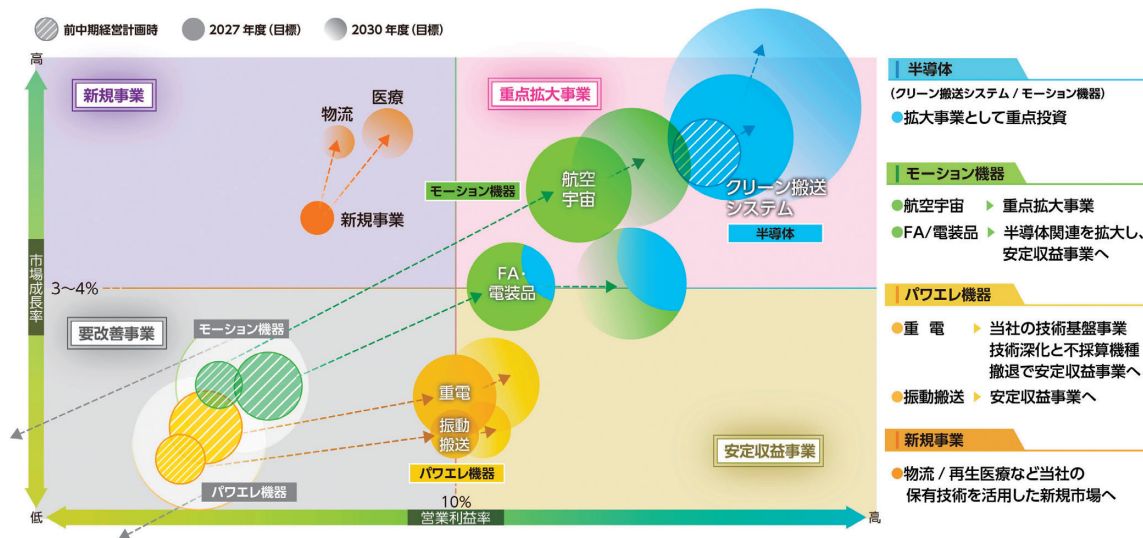 前中期経営計画時
2027年度(目標)
2030年度(目標)
高
新規事業
重点拡大事業
医療
物流
新規事業
モーション機器
航空
宇宙
クリーン搬送
システム
半導体
市場成長率
3〜4%
FA・
電装品
要改善事業
モーション機器
重電
振動
搬送
パワエレ機器
パワエレ機器
安定収益事業
10%
低
営業利益率
高
半導体
(クリーン搬送システム / モーション機器)
●拡大事業として重点投資
モーション機器
●航空宇宙 ▶ 重点拡大事業
●FA/電装品 ▶ 半導体関連を拡大し、
安定収益事業へ
パワエレ機器
●重 電 ▶ 当社の技術基盤事業
技術深化と不採算機種
撤退で安定収益事業へ
●振動搬送 ▶ 安定収益事業へ
新規事業
●物流 / 再生医療など当社の
保有技術を活用した新規市場へ